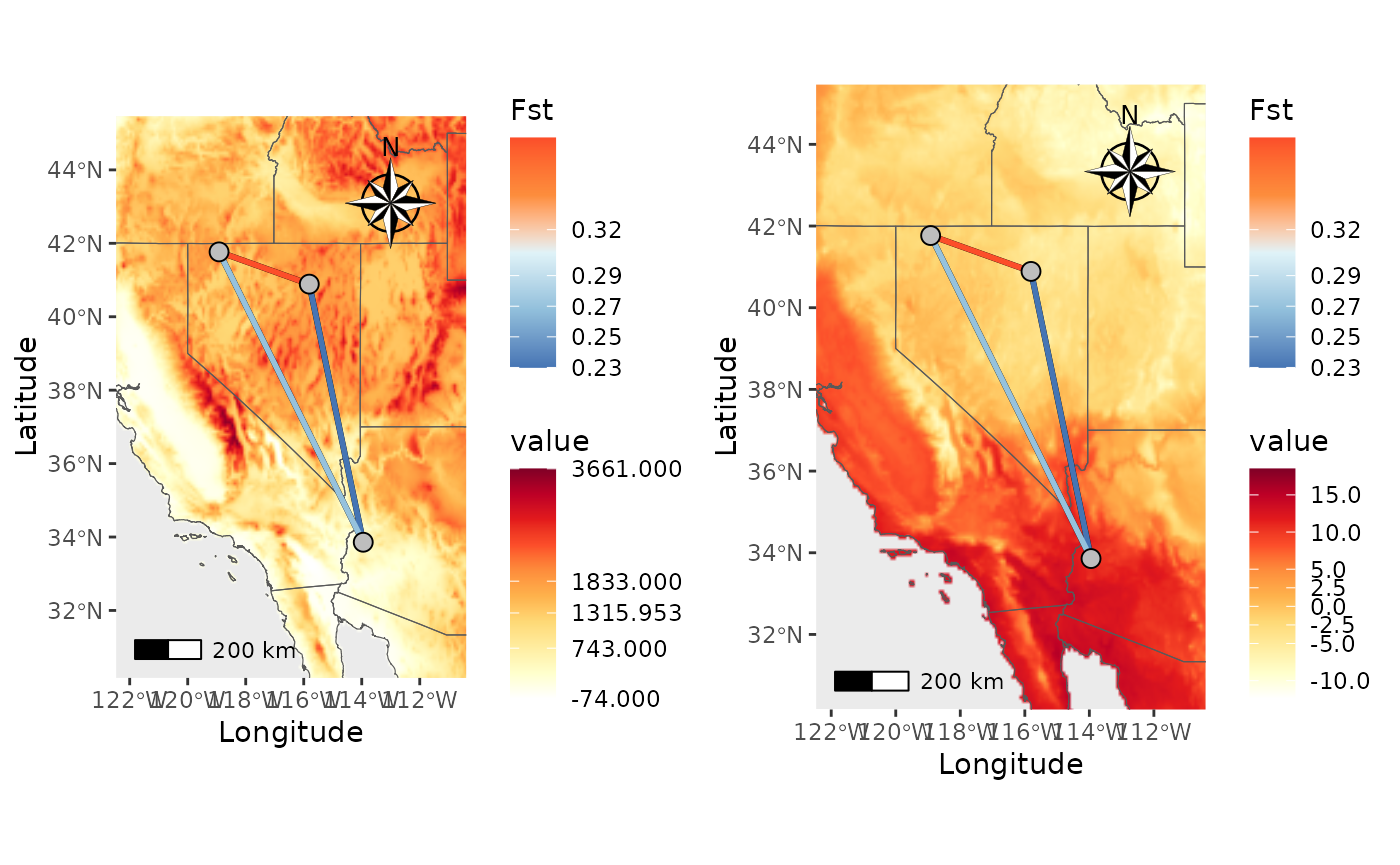 N
44°N
42°N
40°N
38°N
36°N
34°N
32°N
Latitude
200 km
122°W
120°W
118°W
116°W
114°W
112°W
Longitude
Fst
0.32
0.29
0.27
0.25
0.23
value
3661.000
1833.000
1315.953
743.000
-74.000
N
44°N
42°N
40°N
38°N
36°N
34°N
32°N
Latitude
200 km
122°W
120°W
118°W
116°W
114°W
112°W
Longitude
Fst
0.32
0.29
0.27
0.25
0.23
value
15.0
10.0
5.0
2.5
0.0
-2.5
-5.0
-10.0